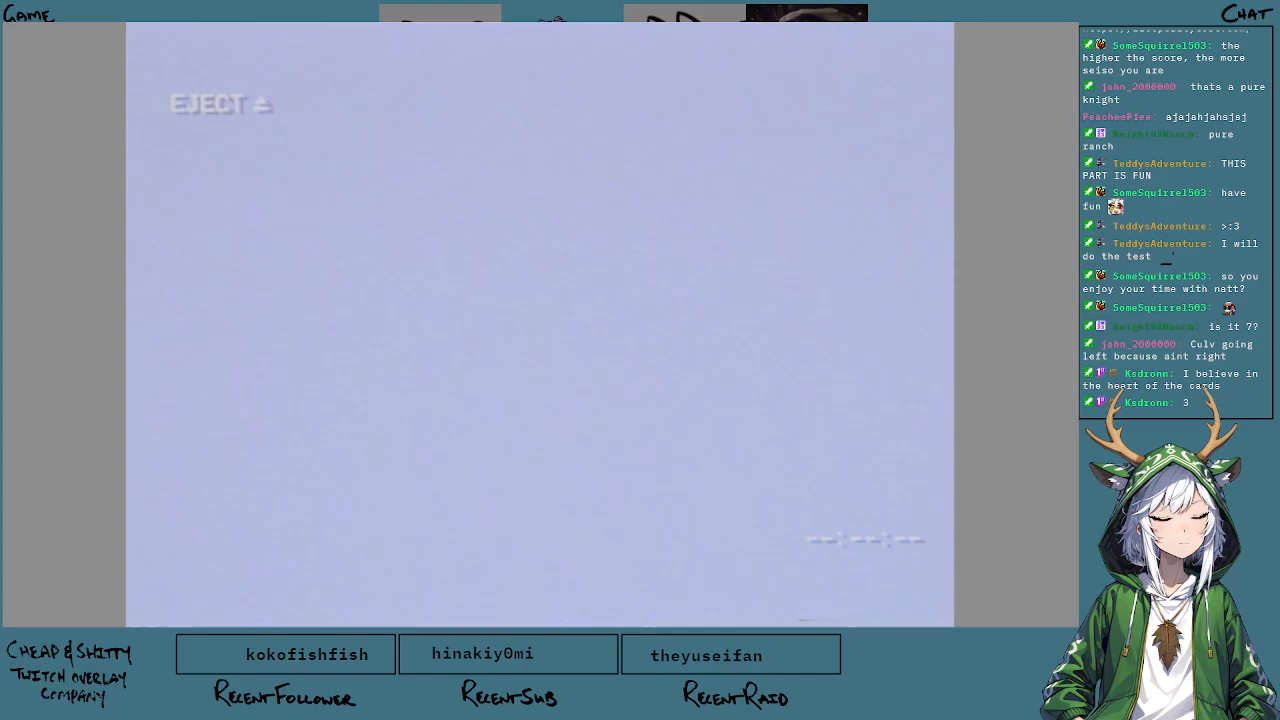 GAME
CHAT
EJECT ⏏
--:--:--
SomeSquirrel503: the
higher the score, the more
seiso you are
john_2000000: thats a pure
knight
PeacheePiee: ajajahjahsjsj
KnightOfRanch: pure
ranch
TeddysAdventure: THIS
PART IS FUN
SomeSquirrel503: have
fun
TeddysAdventure: >:3
TeddysAdventure: I will
do the test
SomeSquirrel503: so you
enjoy your time with natt?
SomeSquirrel503:
KnightOfRanch: is it 7?
john_2000000: Culv going
left because aint right
Ksdronn: I believe in
the heart of the cards
Ksdronn: 3
CHEAP & SHITTY
TWITCH OVERLAY
COMPANY
kokofishfish
hinakiy0mi
theyuseifan
RECENT FOLLOWER
RECENT SUB
RECENT RAID